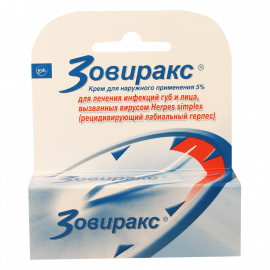 gsk
Зовиракс®
Крем для наружного применения 5%
для лечения инфекций губ и лица,
вызванных вирусом Herpes simplex
(рецидивирующий лабиальный герпес)
Зовиракс®